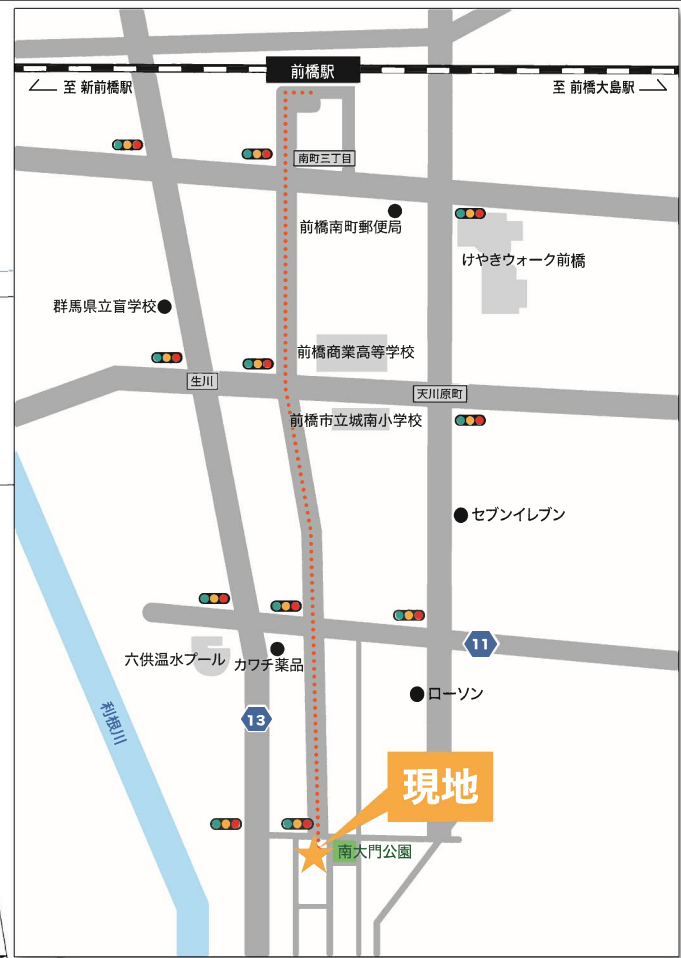 前橋駅
至 新前橋駅
至 前橋大島駅
南町三丁目
前橋南町郵便局
けやきウォーク前橋
群馬県立盲学校
前橋商業高等学校
生川
天川原町
前橋市立城南小学校
セブンイレブン
11
六供温水プール
カワチ薬品
ローソン
利根川
13
現地
南大門公園